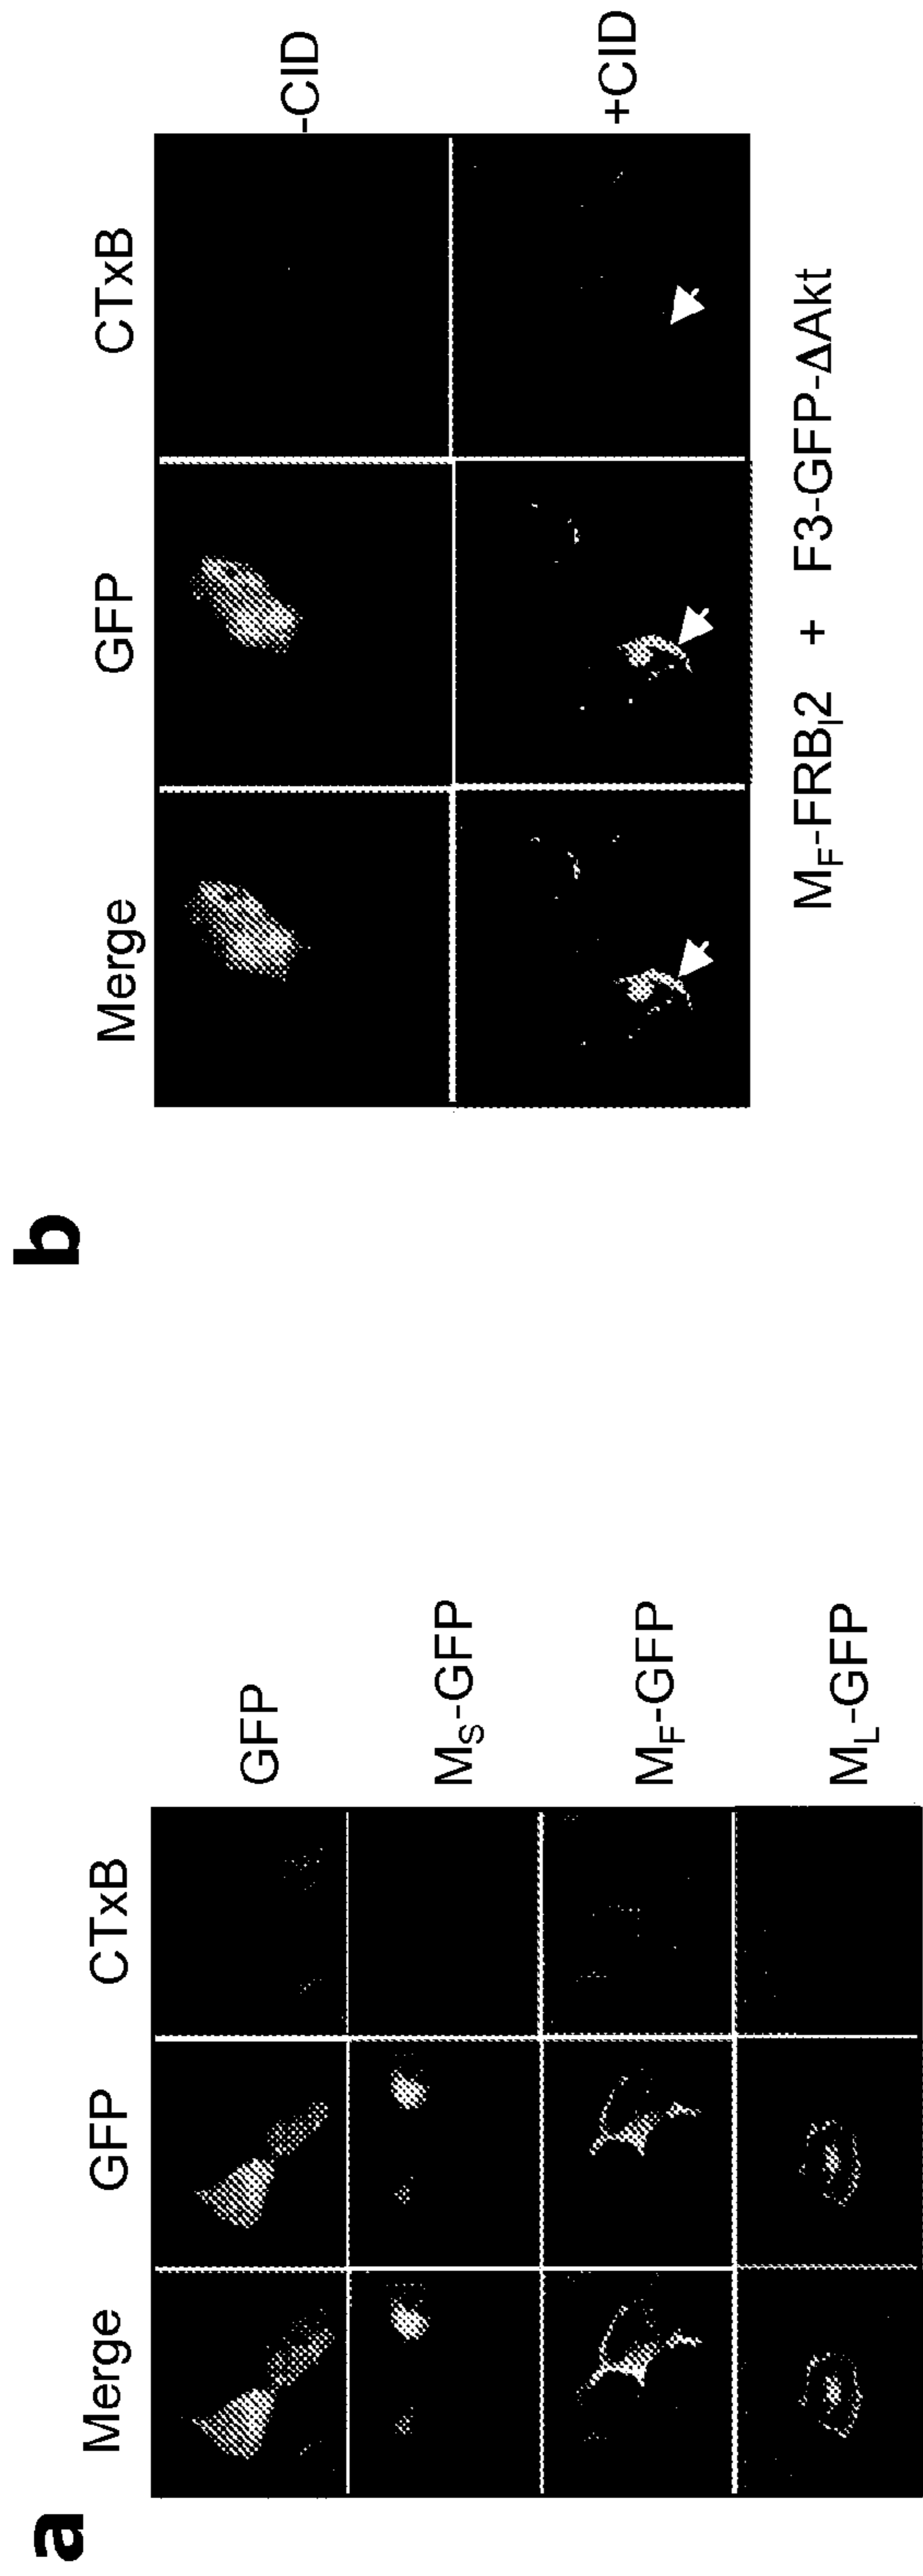 a
Merge GFP CTxB
GFP
MS-GFP
MF-GFP
ML-GFP
b
Merge GFP CTxB
-CID
+CID
MF-FRBl2 + F3-GFP-ΔAkt